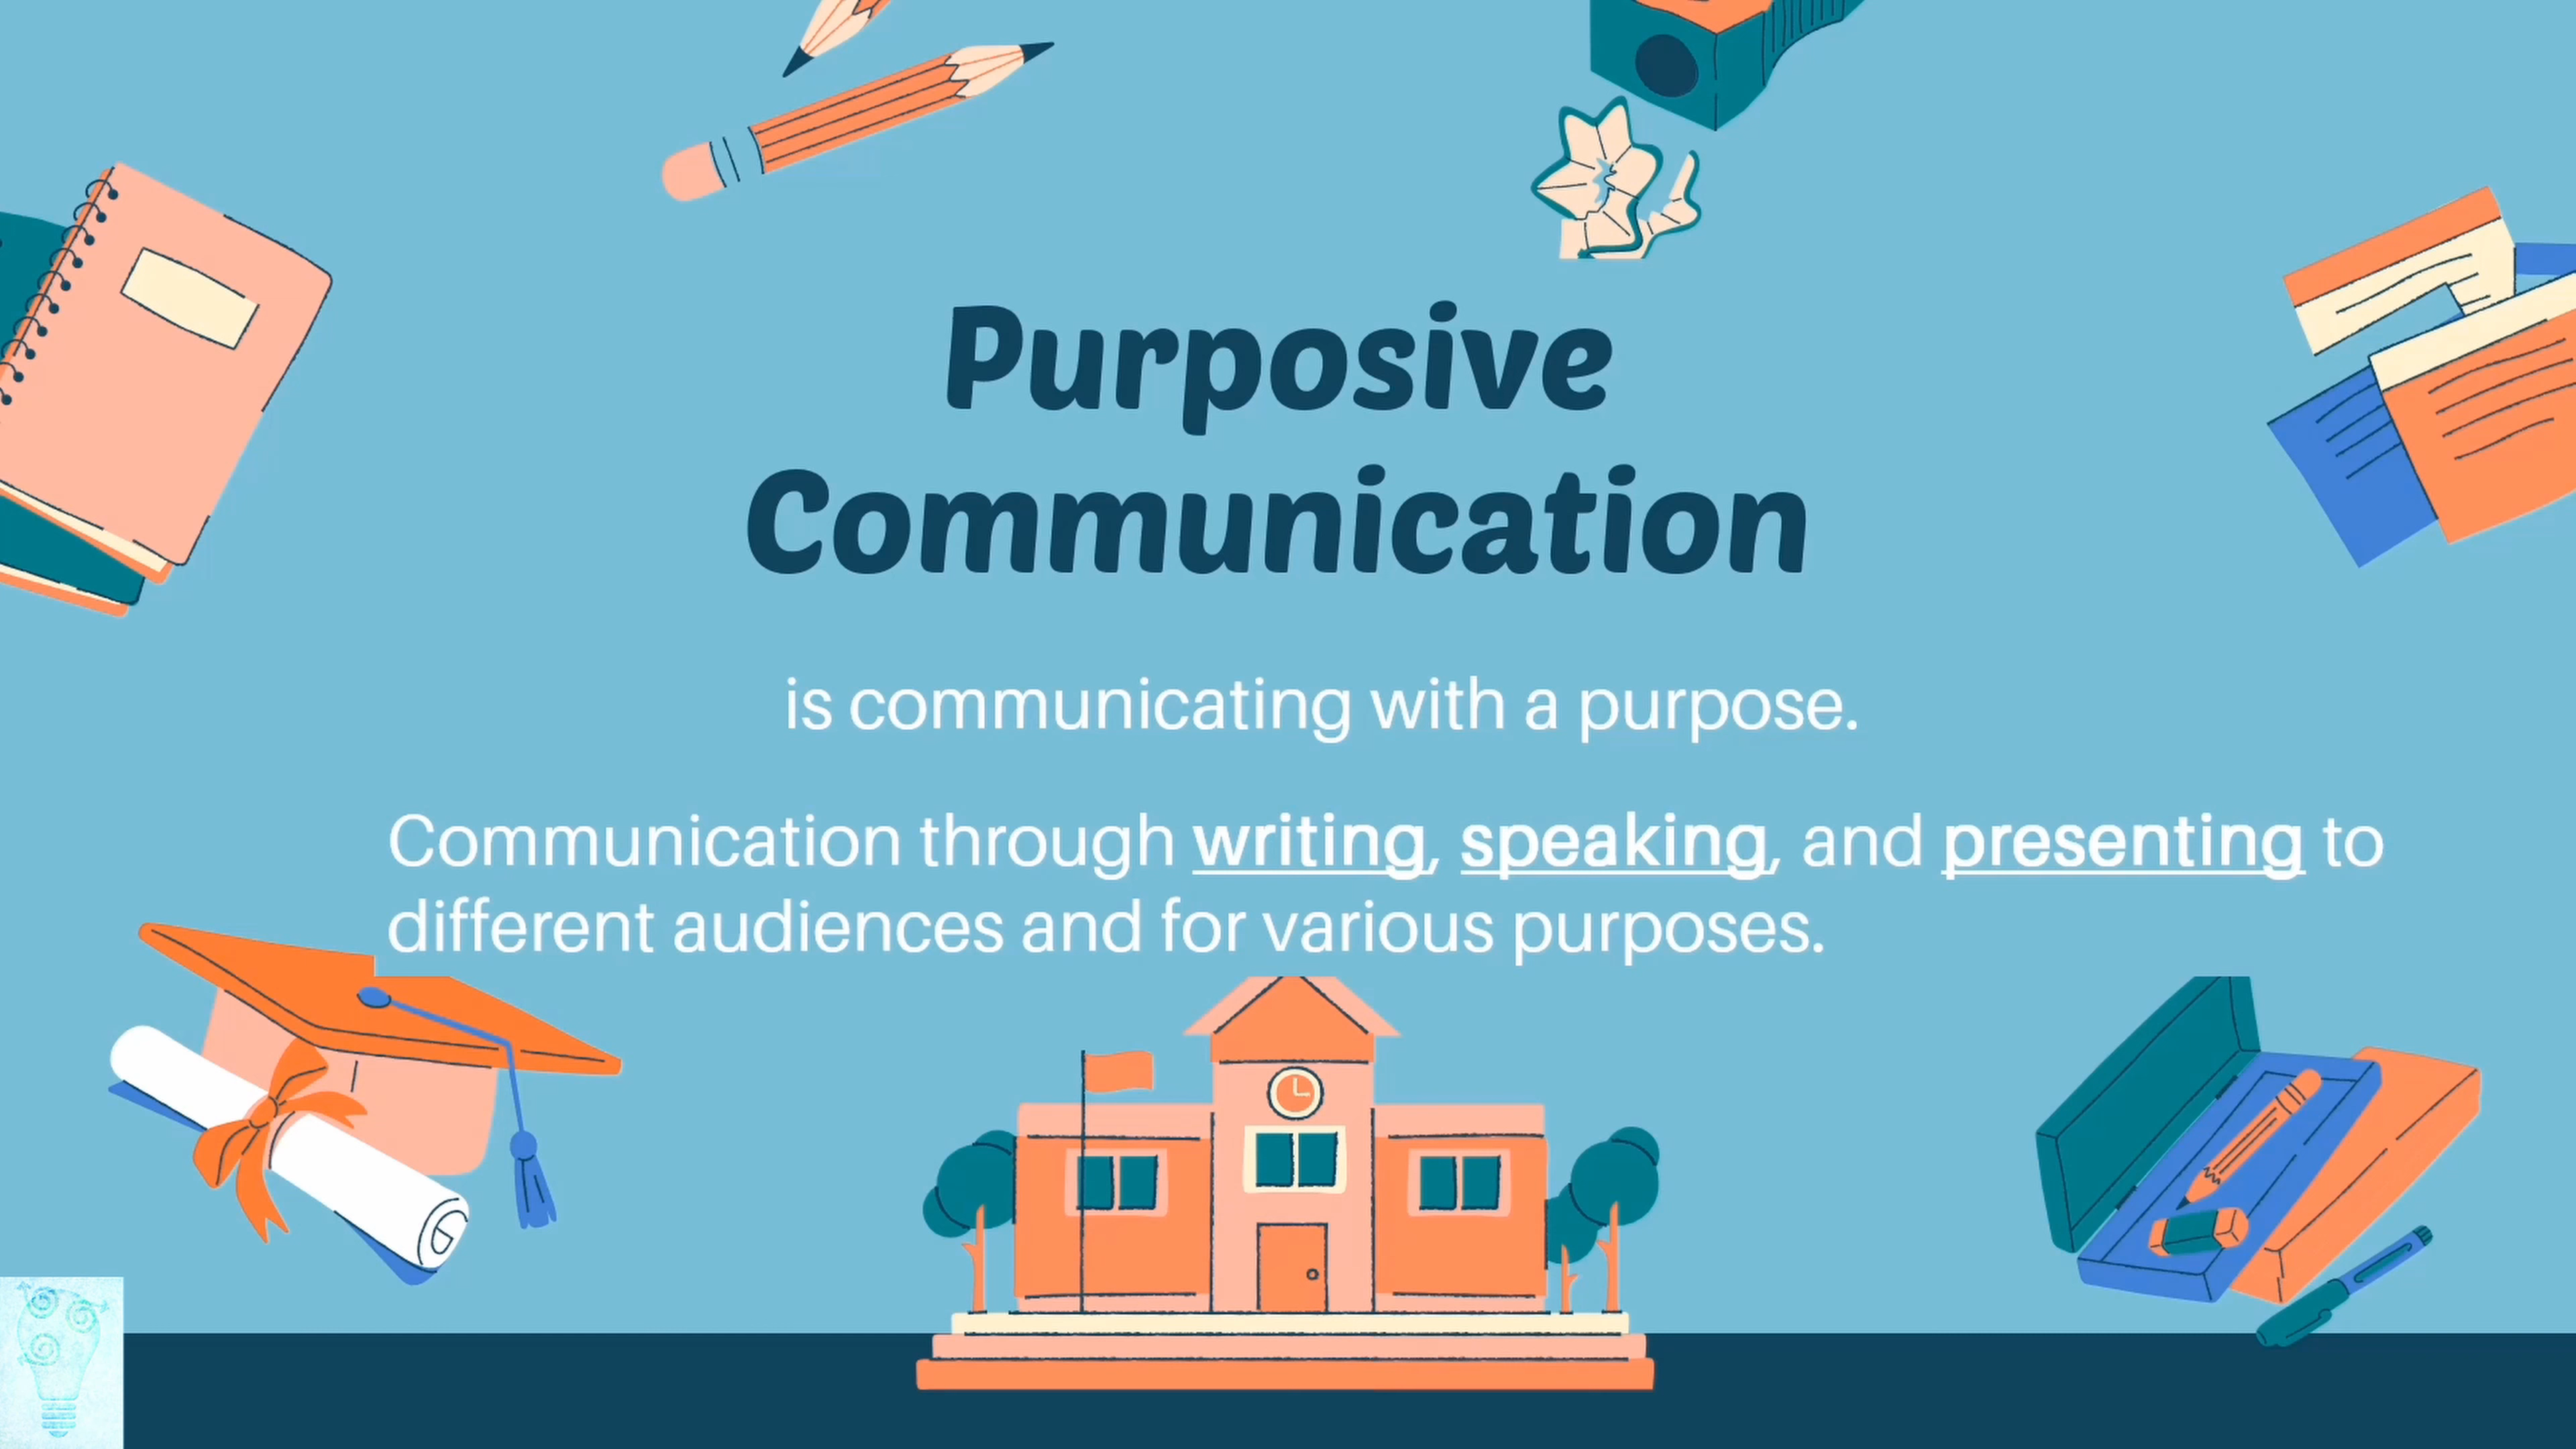 Purposive
Communication
is communicating with a purpose.
Communication through writing, speaking, and presenting to
different audiences and for various purposes.